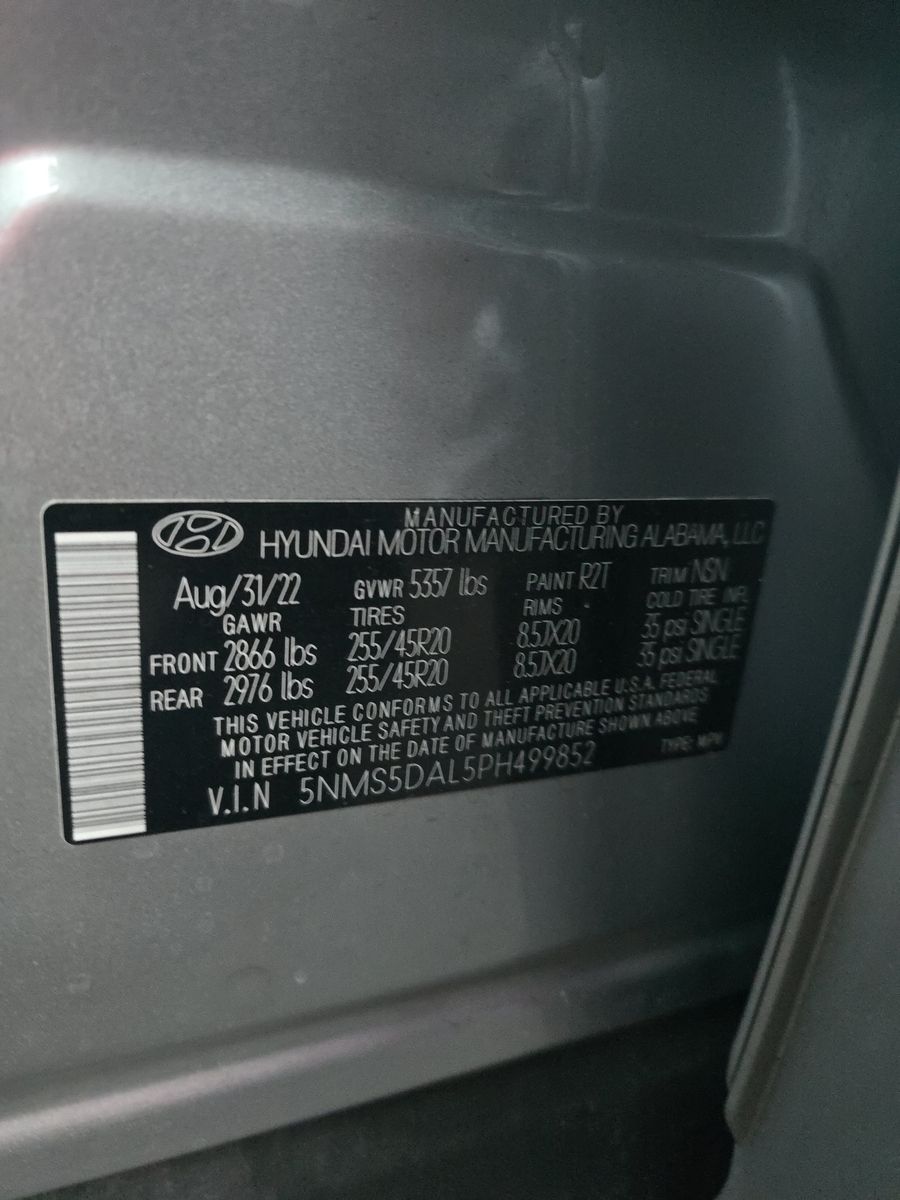 MANUFACTURED BY
HYUNDAI MOTOR MANUFACTURING ALABAMA, LLC
Aug/31/22 GVWR 5357 lbs PAINT R2T TRIM NSN
GAWR TIRES RIMS COLD TIRE INFL
FRONT 2866 lbs 255/45R20 8.5JX20 35 psi SINGLE
REAR 2976 lbs 255/45R20 8.5JX20 35 psi SINGLE
THIS VEHICLE CONFORMS TO ALL APPLICABLE U.S.A. FEDERAL
MOTOR VEHICLE SAFETY AND THEFT PREVENTION STANDARDS
IN EFFECT ON THE DATE OF MANUFACTURE SHOWN ABOVE
V.I.N 5NMS5DAL5PH499852 TYPE: MPV